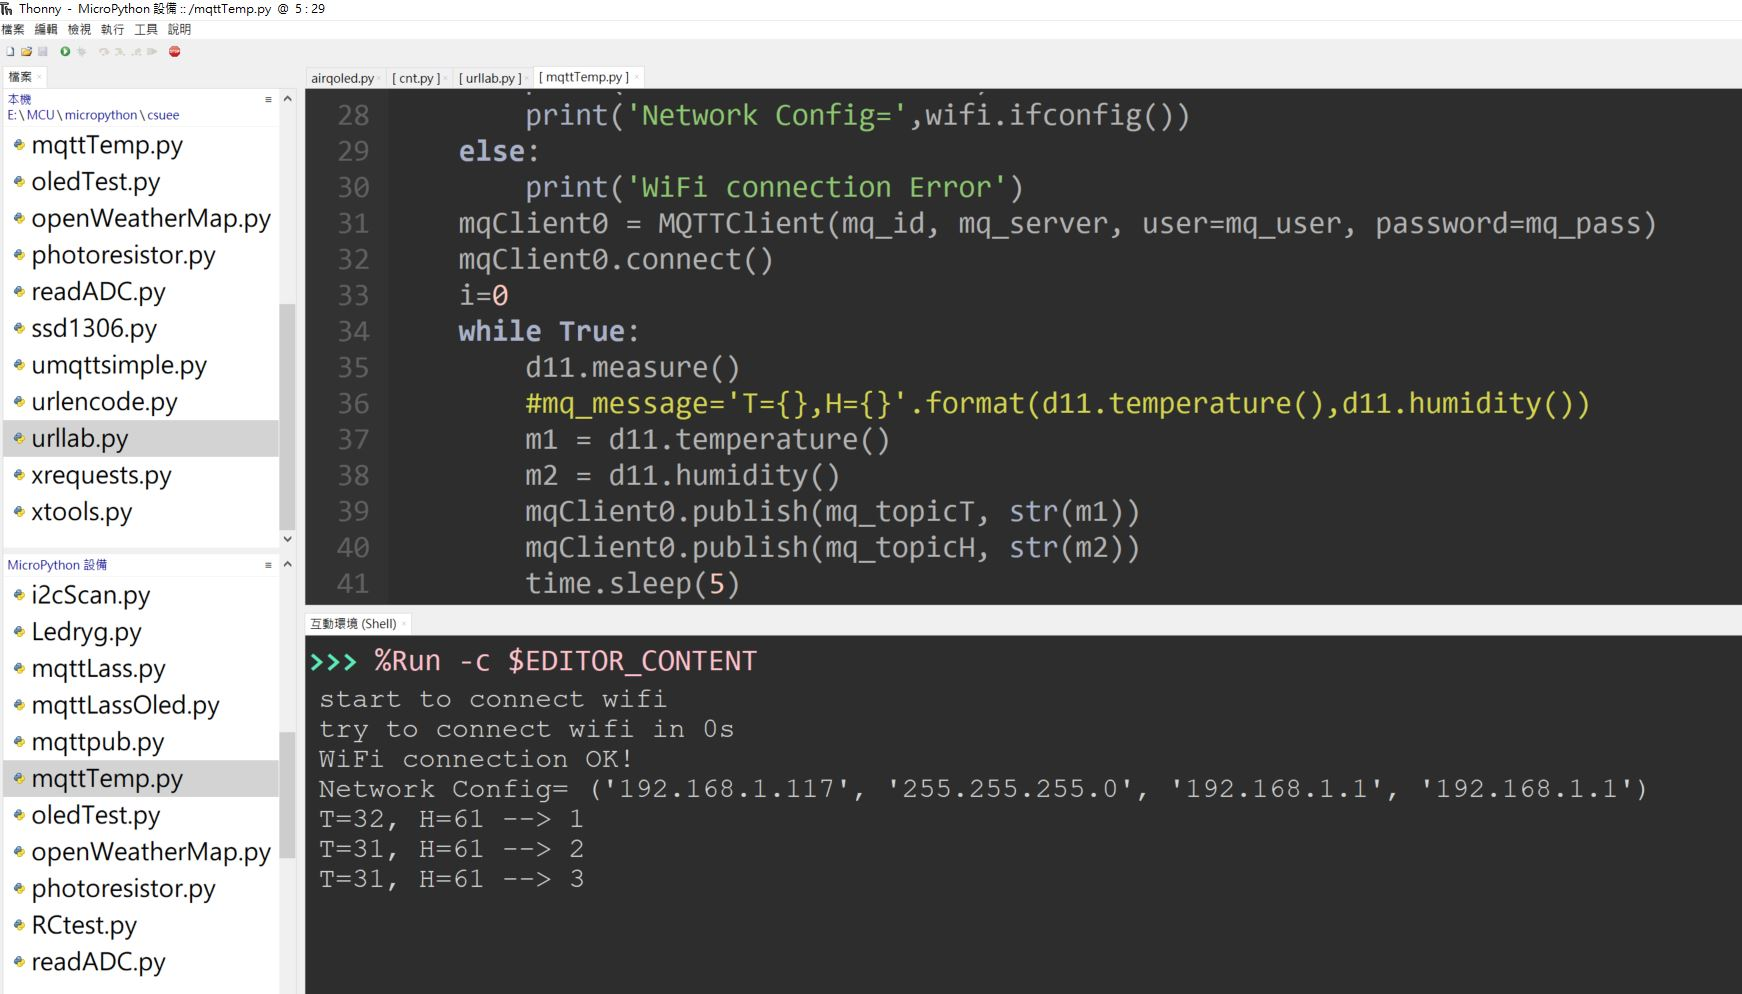 Thonny - MicroPython 設備 :: /mqttTemp.py @ 5 : 29
檔案 編輯 檢視 執行 工具 說明
檔案
本機
E: \ MCU \ micropython \ csuee
mqttTemp.py
oledTest.py
openWeatherMap.py
photoresistor.py
readADC.py
ssd1306.py
umqttsimple.py
urlencode.py
urllab.py
xrequests.py
xtools.py
MicroPython 設備
i2cScan.py
Ledryg.py
mqttLass.py
mqttLassOled.py
mqttpub.py
mqttTemp.py
oledTest.py
openWeatherMap.py
photoresistor.py
RCtest.py
readADC.py
airqoled.py [ cnt.py ] [ urllab.py ] [ mqttTemp.py ]
28 print('Network Config=',wifi.ifconfig())
29 else:
30 print('WiFi connection Error')
31 mqClient0 = MQTTClient(mq_id, mq_server, user=mq_user, password=mq_pass)
32 mqClient0.connect()
33 i=0
34 while True:
35 d11.measure()
36 #mq_message='T={},H={}'.format(d11.temperature(),d11.humidity())
37 m1 = d11.temperature()
38 m2 = d11.humidity()
39 mqClient0.publish(mq_topicT, str(m1))
40 mqClient0.publish(mq_topicH, str(m2))
41 time.sleep(5)
互動環境 (Shell)
>>> %Run -c $EDITOR_CONTENT
start to connect wifi
try to connect wifi in 0s
WiFi connection OK!
Network Config= ('192.168.1.117', '255.255.255.0', '192.168.1.1', '192.168.1.1')
T=32, H=61 --> 1
T=31, H=61 --> 2
T=31, H=61 --> 3